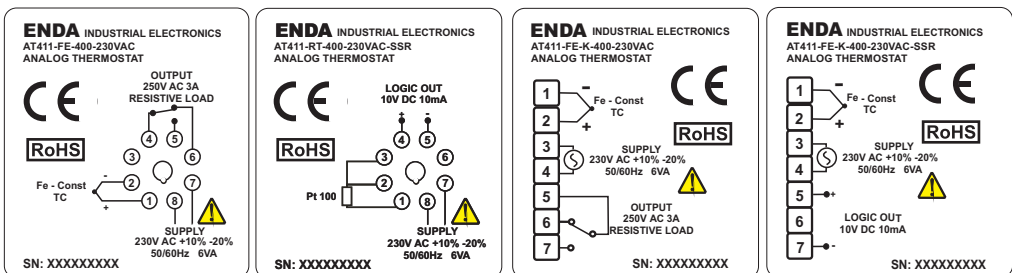 ENDA INDUSTRIAL ELECTRONICS
AT411-FE-400-230VAC
ANALOG THERMOSTAT
CE
OUTPUT
250V AC 3A
RESISTIVE LOAD
RoHS
4 5
3 6
2 7
1 8
Fe - Const
TC
-
+
SUPPLY
230V AC +10% -20%
50/60Hz 6VA
SN: XXXXXXXXX
ENDA INDUSTRIAL ELECTRONICS
AT411-RT-400-230VAC-SSR
ANALOG THERMOSTAT
CE
LOGIC OUT
10V DC 10mA
+ -
RoHS
4 5
3 6
2 7
1 8
Pt 100
SUPPLY
230V AC +10% -20%
50/60Hz 6VA
SN: XXXXXXXXX
ENDA INDUSTRIAL ELECTRONICS
AT411-FE-K-400-230VAC
ANALOG THERMOSTAT
1
2
3
4
5
6
7
-
+
Fe - Const
TC
CE
RoHS
SUPPLY
230V AC +10% -20%
50/60Hz 6VA
OUTPUT
250V AC 3A
RESISTIVE LOAD
SN: XXXXXXXXX
ENDA INDUSTRIAL ELECTRONICS
AT411-FE-K-400-230VAC-SSR
ANALOG THERMOSTAT
1
2
3
4
5
6
7
-
+
Fe - Const
TC
CE
RoHS
SUPPLY
230V AC +10% -20%
50/60Hz 6VA
+
LOGIC OUT
10V DC 10mA
-
SN: XXXXXXXXX